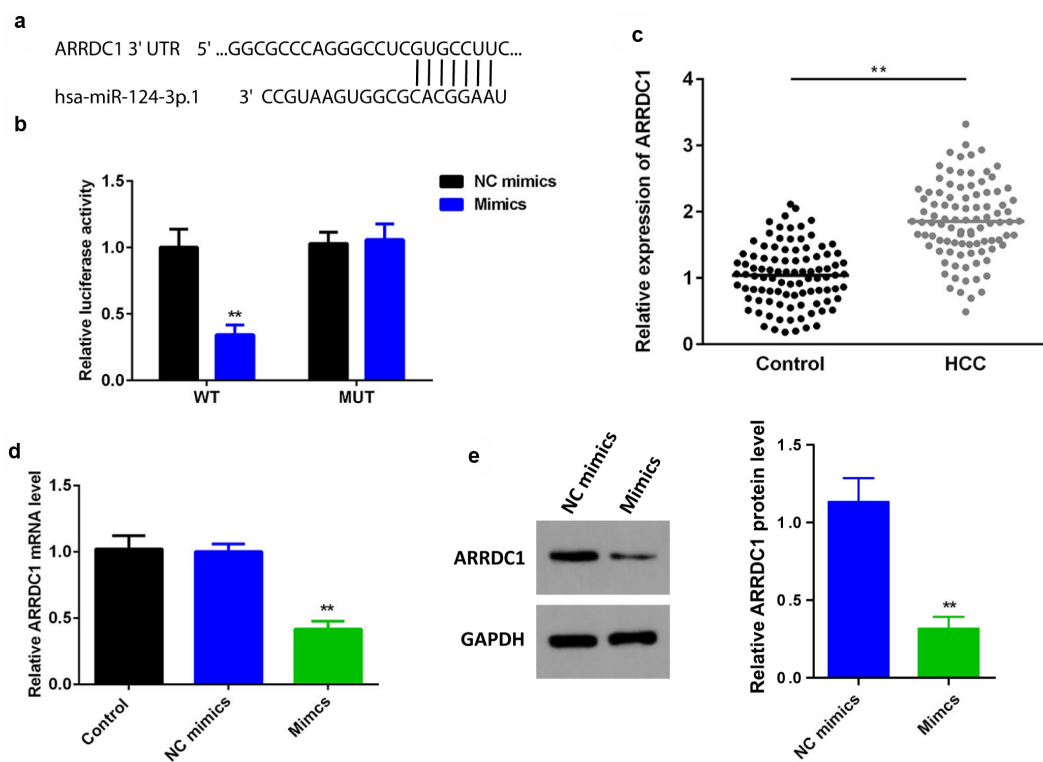 a
ARRDC1 3' UTR 5' ...GGCGCCCAGGGCCUCGUGCCUUC...
hsa-miR-124-3p.1 3' CCGUAAGUGGCGCACGGAAU
b
Relative luciferase activity
1.5
1.0
0.5
0.0
**
WT
MUT
NC mimics
Mimics
c
Relative expression of ARRDC1
4
3
2
1
0
**
Control
HCC
d
Relative ARRDC1 mRNA level
1.5
1.0
0.5
0.0
**
Control
NC mimics
Mimcs
e
NC mimics
Mimics
ARRDC1
GAPDH
Relative ARRDC1 protein level
1.5
1.0
0.5
0.0
**
NC mimics
Mimcs